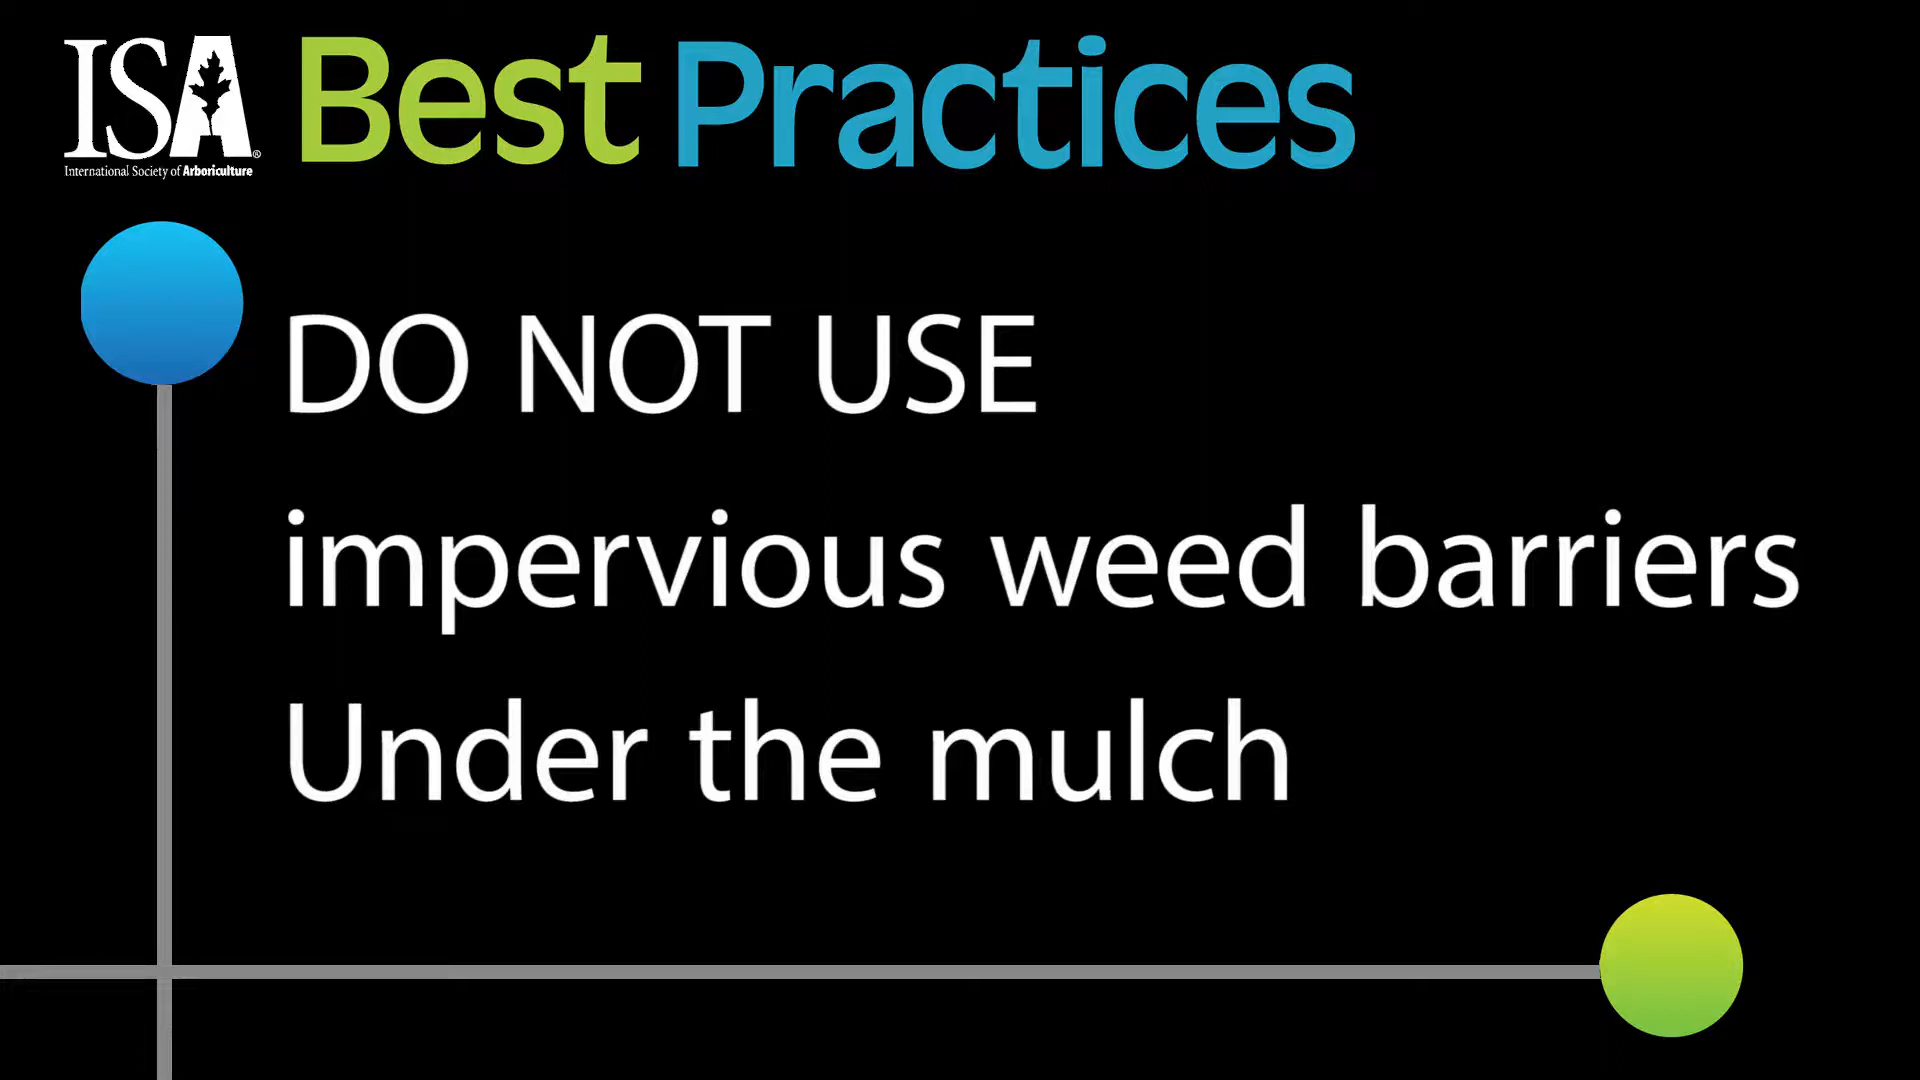 ISA®
International Society of Arboriculture
Best Practices
DO NOT USE
impervious weed barriers
Under the mulch